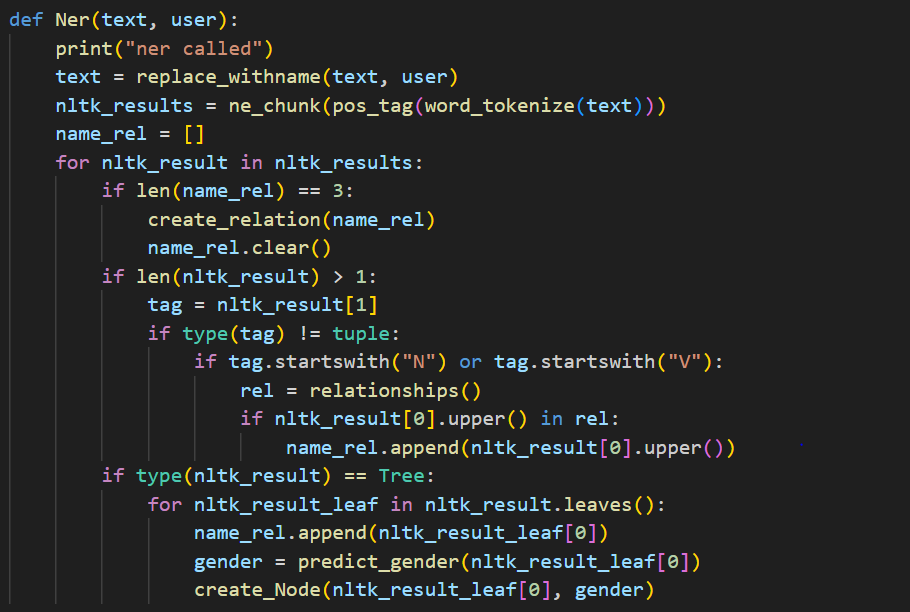 def Ner(text, user):
    print("ner called")
    text = replace_withname(text, user)
    nltk_results = ne_chunk(pos_tag(word_tokenize(text)))
    name_rel = []
    for nltk_result in nltk_results:
        if len(name_rel) == 3:
            create_relation(name_rel)
            name_rel.clear()
        if len(nltk_result) > 1:
            tag = nltk_result[1]
            if type(tag) != tuple:
                if tag.startswith("N") or tag.startswith("V"):
                    rel = relationships()
                    if nltk_result[0].upper() in rel:
                        name_rel.append(nltk_result[0].upper())
        if type(nltk_result) == Tree:
            for nltk_result_leaf in nltk_result.leaves():
                name_rel.append(nltk_result_leaf[0])
                gender = predict_gender(nltk_result_leaf[0])
                create_Node(nltk_result_leaf[0], gender)